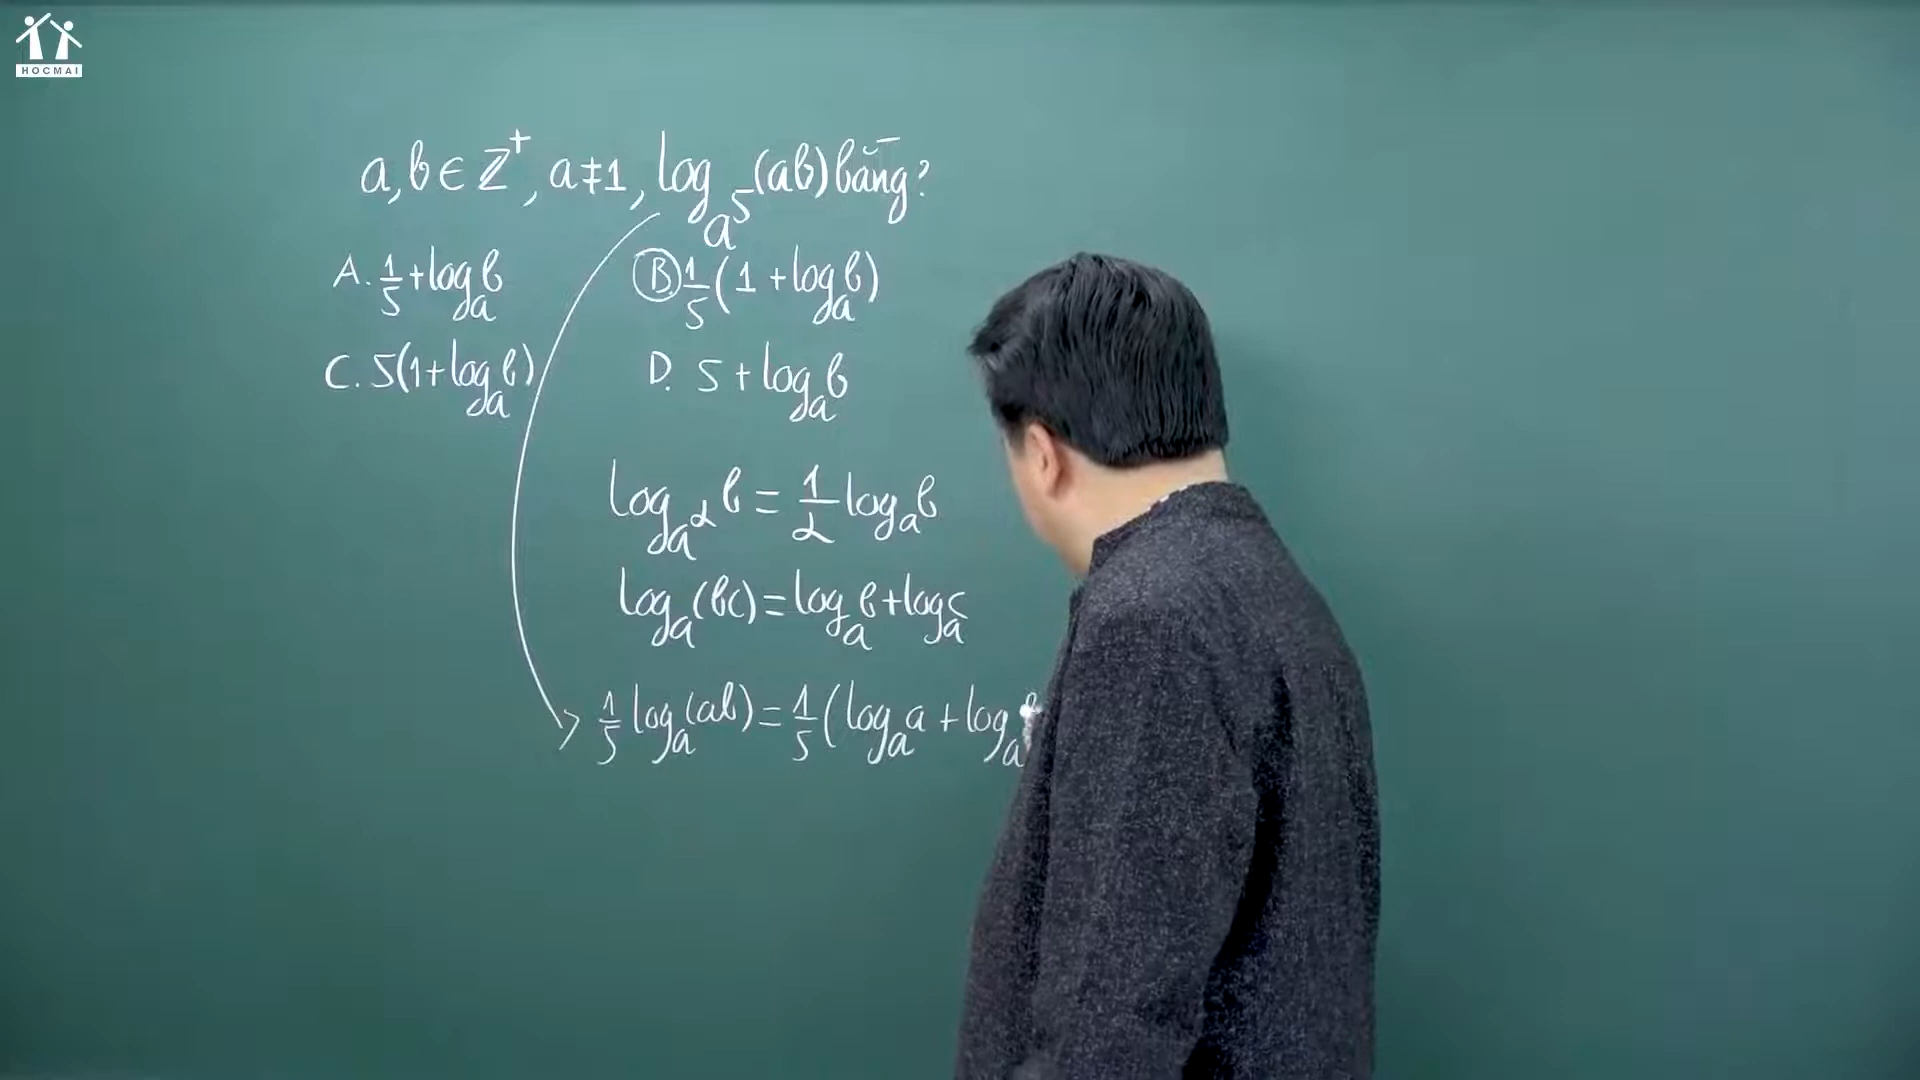 HOCMAI
a, b ∈ Z⁺, a ≠ 1, log_{a^5}(ab) bằng?
A. 1/5 + log_a b
B. 1/5(1 + log_a b)
C. 5(1 + log_a b)
D. 5 + log_a b
log_{a^α} b = 1/α log_a b
log_a(bc) = log_a b + log_a c
1/5 log_a(ab) = 1/5(log_a a + log_a